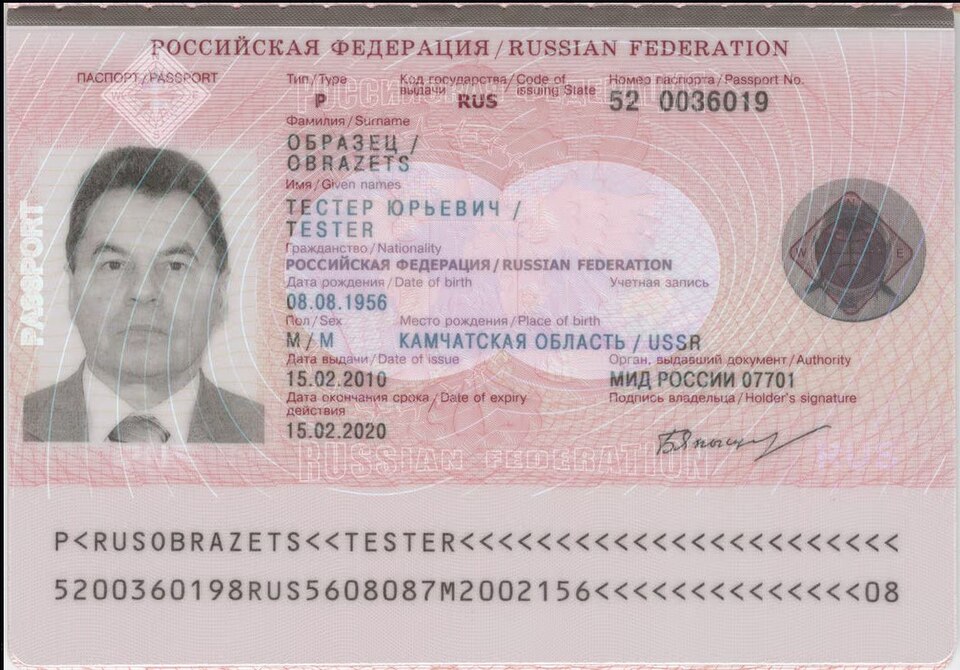 РОССИЙСКАЯ ФЕДЕРАЦИЯ / RUSSIAN FEDERATION
ПАСПОРТ / PASSPORT
Тип / Type
Код государства / Code of
выдачи issuing State
Номер паспорта / Passport No.
P RUS 52 0036019
Фамилия / Surname
ОБРАЗЕЦ /
OBRAZETS
Имя / Given names
ТЕСТЕР ЮРЬЕВИЧ /
TESTER
Гражданство / Nationality
РОССИЙСКАЯ ФЕДЕРАЦИЯ / RUSSIAN FEDERATION
Дата рождения / Date of birth Учетная запись
08.08.1956
Пол / Sex Место рождения / Place of birth
М / M КАМЧАТСКАЯ ОБЛАСТЬ / USSR
Дата выдачи / Date of issue Орган, выдавший документ / Authority
15.02.2010 МИД РОССИИ 07701
Дата окончания срока / Date of expiry Подпись владельца / Holder's signature
действия
15.02.2020
PASSPORT
RUSSIAN FEDERATION
RUS
N E
P<RUSOBRAZETS<<TESTER<<<<<<<<<<<<<<<<<<<<<<<
5200360198RUS5608087M2002156<<<<<<<<<<<<<<08